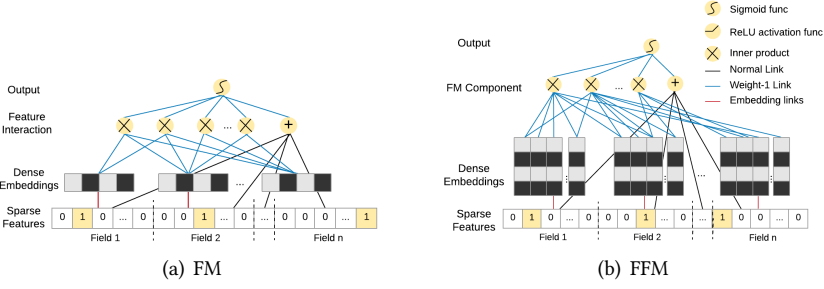 Output
Feature
Interaction
+
...
Dense
Embeddings
...
Sparse
Features
0 1 0 ... 0 0 0 1 ... 0 ... 0 0 0 ... 1
Field 1 Field 2 Field n
(a) FM
Sigmoid func
ReLU activation func
Inner product
Normal Link
Weight-1 Link
Embedding links
Output
FM Component
... +
Dense
Embeddings
: : ... :
Sparse
Features
0 1 0 ... 0 0 0 1 ... 0 ... 1 0 0 ... 0
Field 1 Field 2 Field n
(b) FFM